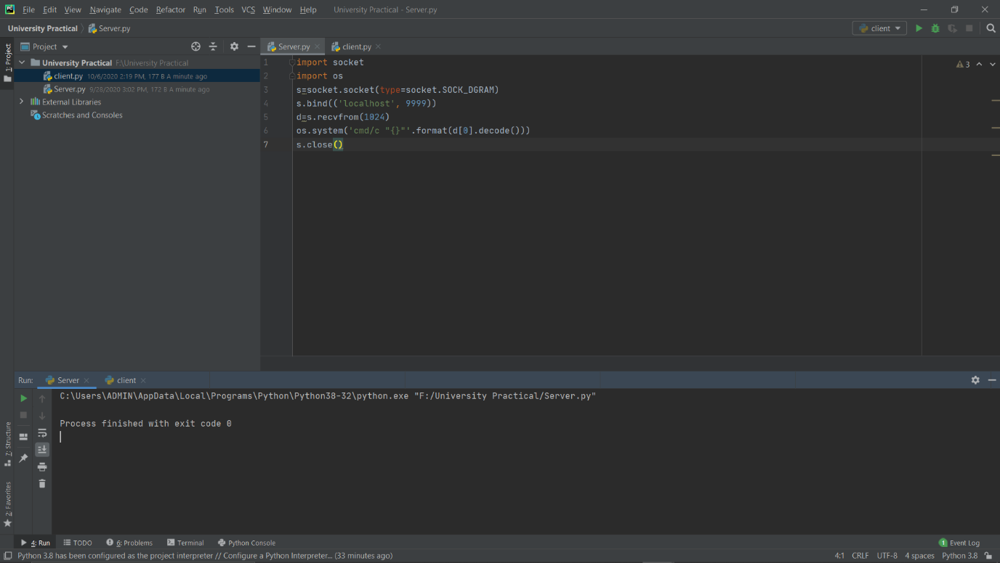 File Edit View Navigate Code Refactor Run Tools VCS Window Help University Practical - Server.py
University Practical Server.py client
1: Project
Project
University Practical F:\University Practical
client.py 10/6/2020 2:19 PM, 177 B A minute ago
Server.py 9/28/2020 3:02 PM, 172 B A minute ago
External Libraries
Scratches and Consoles
Server.py client.py
3
1 import socket
2 import os
3 s=socket.socket(type=socket.SOCK_DGRAM)
4 s.bind(('localhost', 9999))
5 d=s.recvfrom(1024)
6 os.system('cmd/c "{}"'.format(d[0].decode()))
7 s.close()
Run: Server client
C:\Users\ADMIN\AppData\Local\Programs\Python\Python38-32\python.exe "F:/University Practical/Server.py"
Process finished with exit code 0
7: Structure
2: Favorites
4: Run TODO 6: Problems Terminal Python Console 1 Event Log
Python 3.8 has been configured as the project interpreter // Configure a Python Interpreter... (33 minutes ago) 4:1 CRLF UTF-8 4 spaces Python 3.8